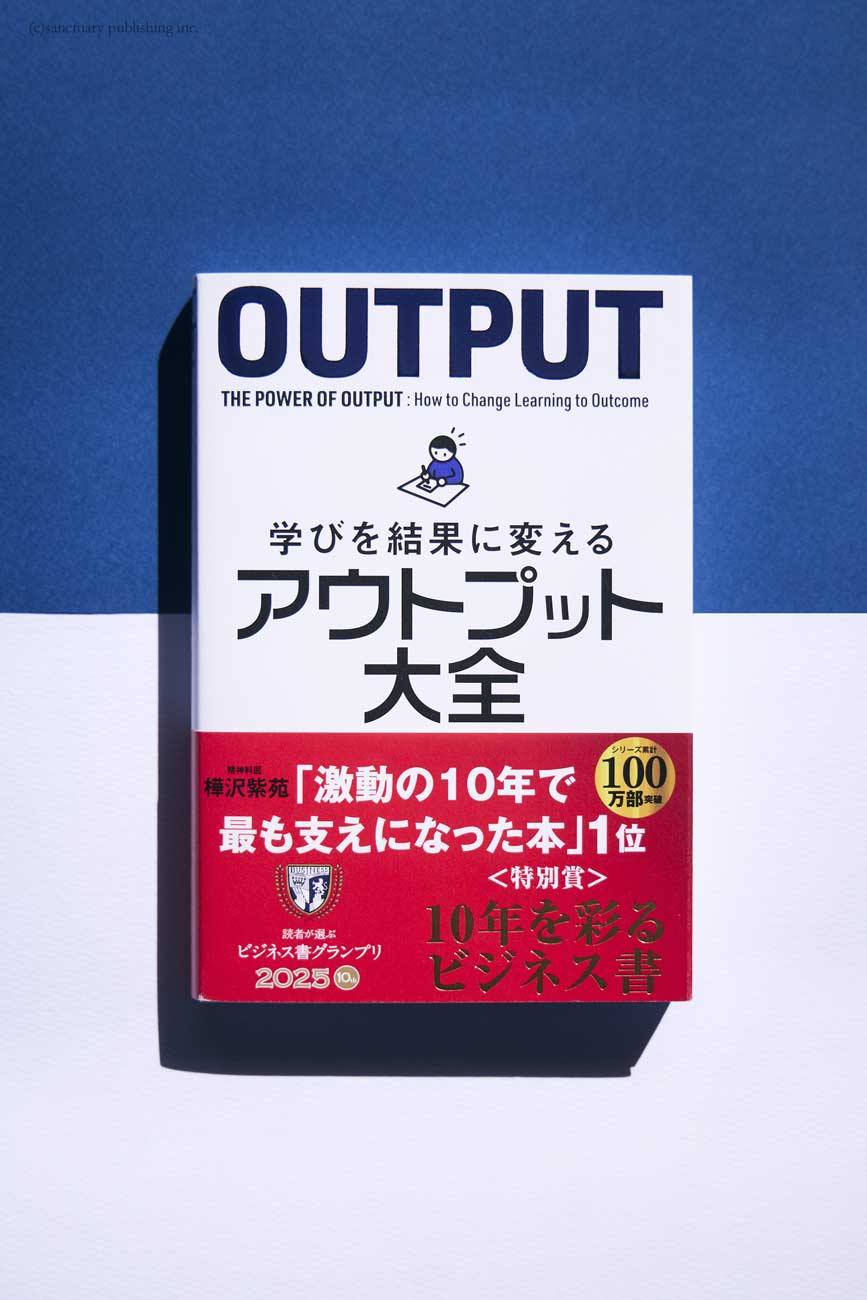 (c)sanctuary publishing inc.
OUTPUT
THE POWER OF OUTPUT : How to Change Learning to Outcome
学びを結果に変える
アウトプット
大全
シリーズ累計
100
万部突破
精神科医
樺沢紫苑
「激動の10年で
最も支えになった本」1位
<特別賞>
10年を彩る
ビジネス書
BUSINESS
読者が選ぶ
ビジネス書グランプリ
2025 10th